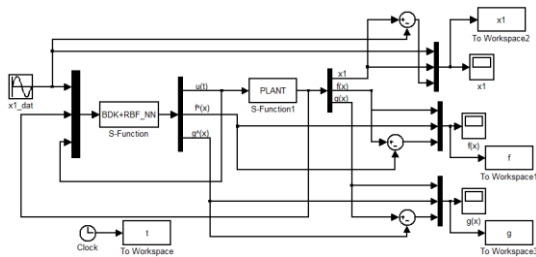 x1
To Workspace2
x1_dat
BDK+RBF_NN
S-Function
u(t)
f^(x)
g^(x)
PLANT
S-Function1
x1
f(x)
g(x)
x1
f(x)
f
To Workspace1
g(x)
g
To Workspace3
Clock
t
To Workspace